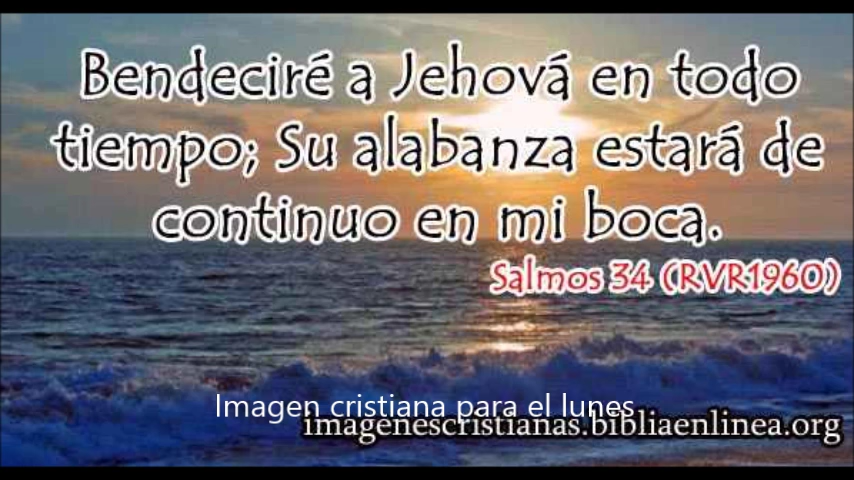 Bendeciré a Jehová en todo
tiempo; Su alabanza estará de
continuo en mi boca.
Salmos 34 (RVR1960)
Imagen cristiana para el lunes
imagenescristianas.bibliaenlinea.org